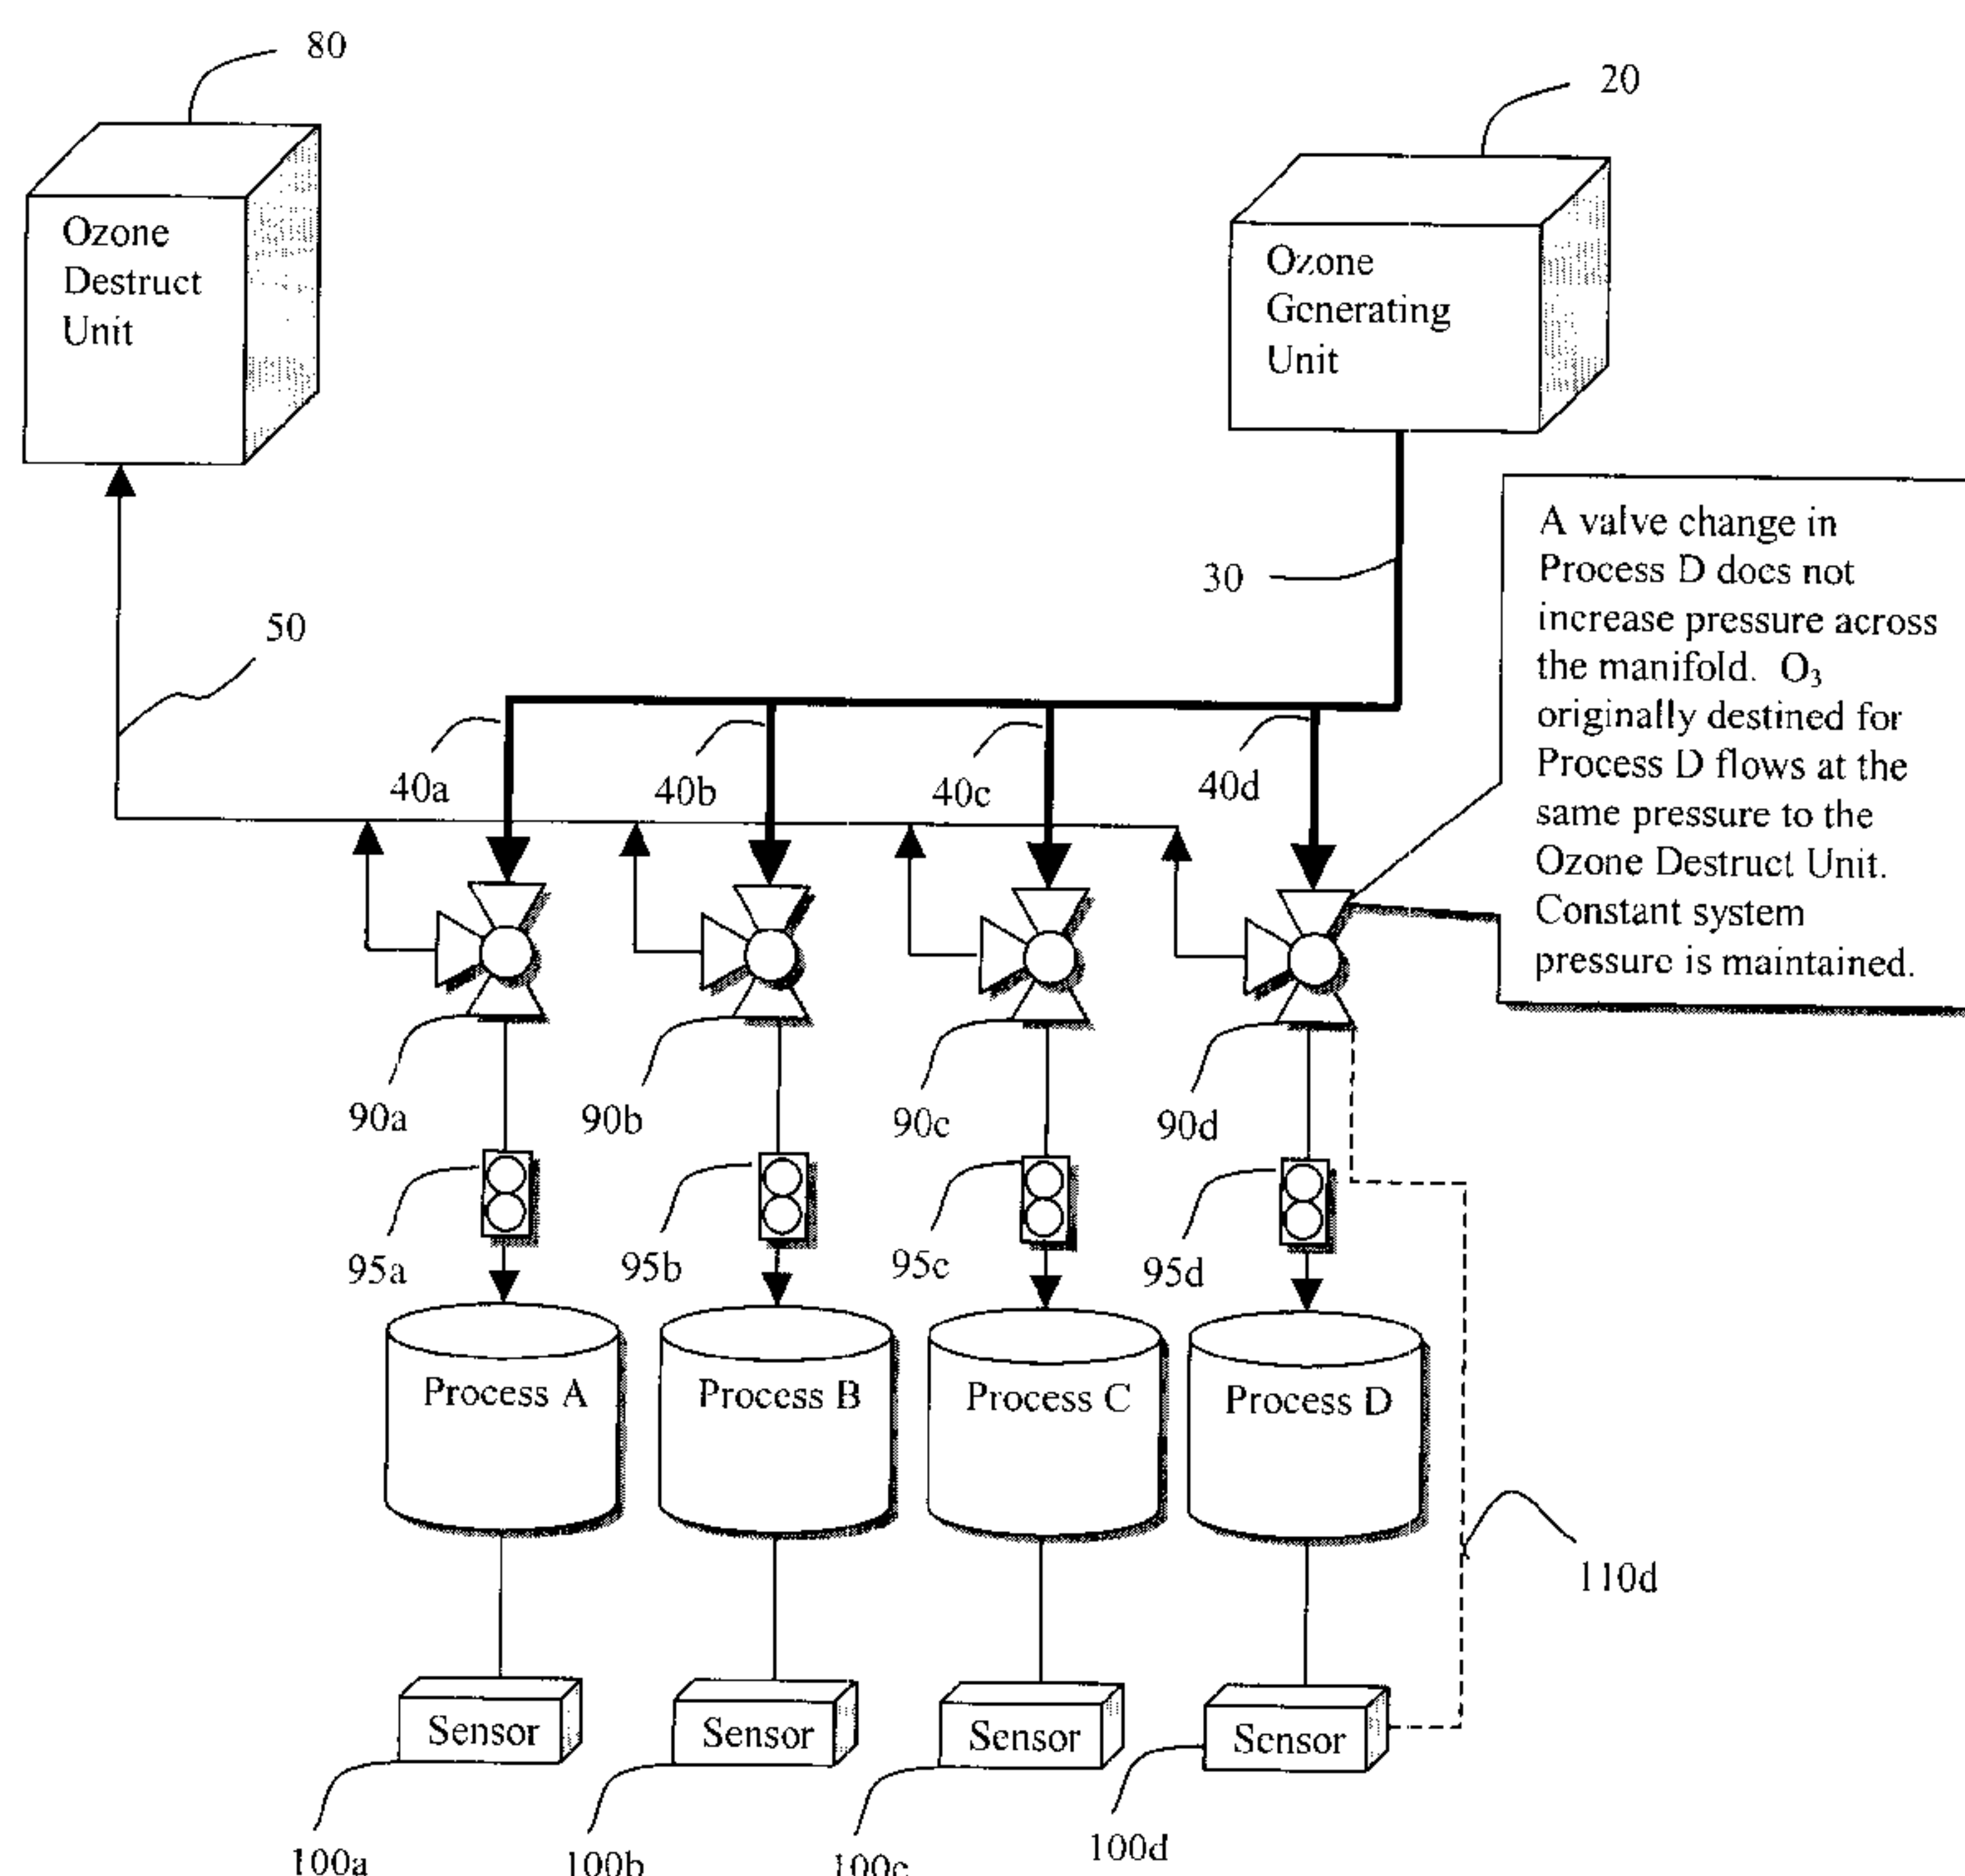 80
20
Ozone
Destruct
Unit
Ozone
Generating
Unit
A valve change in
Process D does not
increase pressure across
the manifold. O₃
originally destined for
Process D flows at the
same pressure to the
Ozone Destruct Unit.
Constant system
pressure is maintained.
30
50
40a
40b
40c
40d
90a
90b
90c
90d
95a
95b
95c
95d
Process A
Process B
Process C
Process D
110d
Sensor
Sensor
Sensor
Sensor
100a
100b
100c
100d